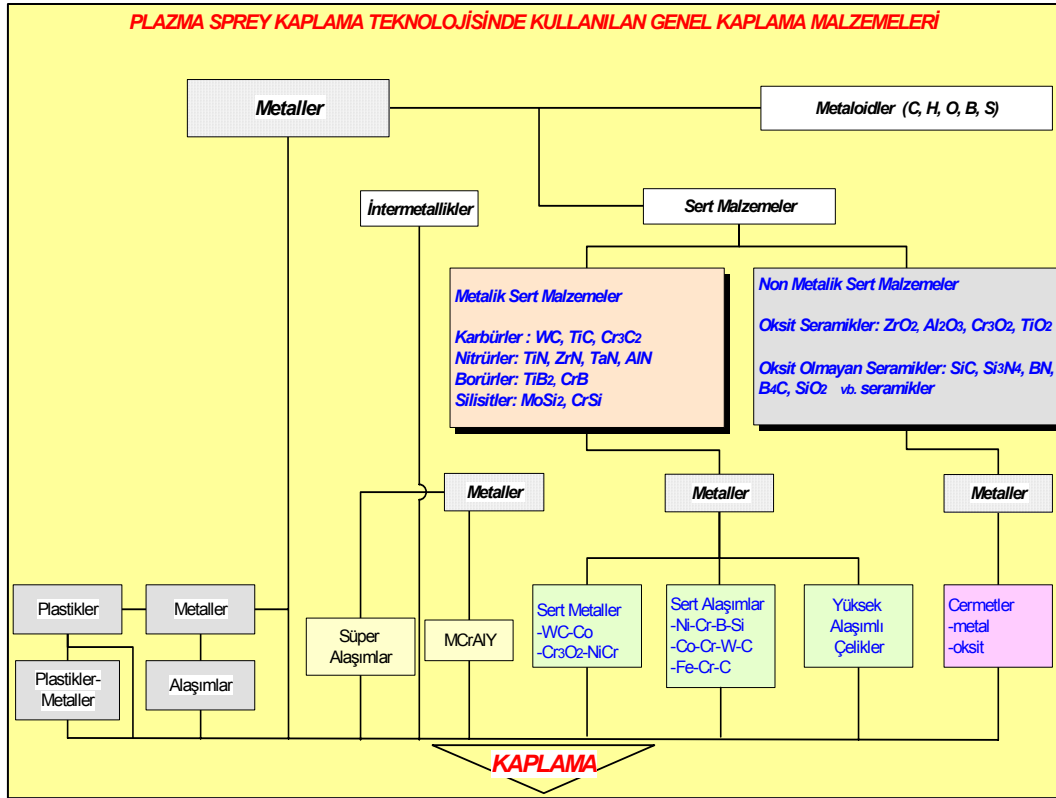 PLAZMA SPREY KAPLAMA TEKNOLOJİSİNDE KULLANILAN GENEL KAPLAMA MALZEMELERİ
Metaller
Metaloidler (C, H, O, B, S)
İntermetallikler
Sert Malzemeler
Metalik Sert Malzemeler
Karbürler : WC, TiC, Cr3C2
Nitrürler: TiN, ZrN, TaN, AlN
Borürler: TiB2, CrB
Silisitler: MoSi2, CrSi
Non Metalik Sert Malzemeler
Oksit Seramikler: ZrO2, Al2O3, Cr3O2, TiO2
Oksit Olmayan Seramikler: SiC, Si3N4, BN,
B4C, SiO2 vb. seramikler
Metaller
Metaller
Metaller
Plastikler
Metaller
Plastikler-
Metaller
Alaşımlar
Süper
Alaşımlar
MCrAlY
Sert Metaller
-WC-Co
-Cr3O2-NiCr
Sert Alaşımlar
-Ni-Cr-B-Si
-Co-Cr-W-C
-Fe-Cr-C
Yüksek
Alaşımlı
Çelikler
Cermetler
-metal
-oksit
KAPLAMA